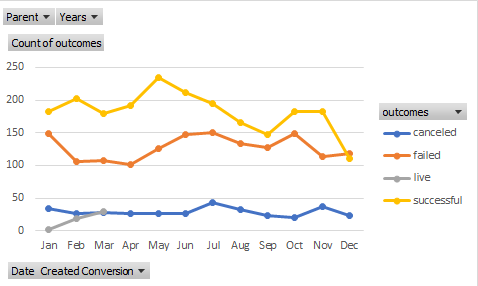 Parent Years
Count of outcomes
250
200
150
100
50
0
Jan Feb Mar Apr May Jun Jul Aug Sep Oct Nov Dec
outcomes
canceled
failed
live
successful
Date Created Conversion